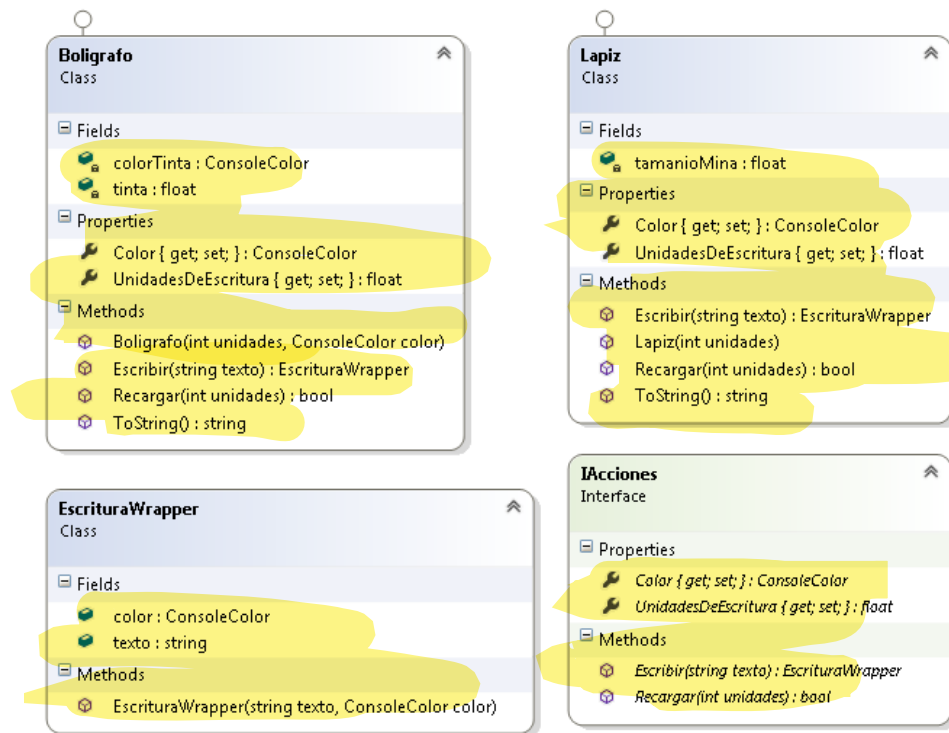 Boligrafo
Class
Fields
colorTinta : ConsoleColor
tinta : float
Properties
Color { get; set; } : ConsoleColor
UnidadesDeEscritura { get; set; } : float
Methods
Boligrafo(int unidades, ConsoleColor color)
Escribir(string texto) : EscrituraWrapper
Recargar(int unidades) : bool
ToString() : string
Lapiz
Class
Fields
tamanioMina : float
Properties
Color { get; set; } : ConsoleColor
UnidadesDeEscritura { get; set; } : float
Methods
Escribir(string texto) : EscrituraWrapper
Lapiz(int unidades)
Recargar(int unidades) : bool
ToString() : string
EscrituraWrapper
Class
Fields
color : ConsoleColor
texto : string
Methods
EscrituraWrapper(string texto, ConsoleColor color)
IAcciones
Interface
Properties
Color { get; set; } : ConsoleColor
UnidadesDeEscritura { get; set; } : float
Methods
Escribir(string texto) : EscrituraWrapper
Recargar(int unidades) : bool